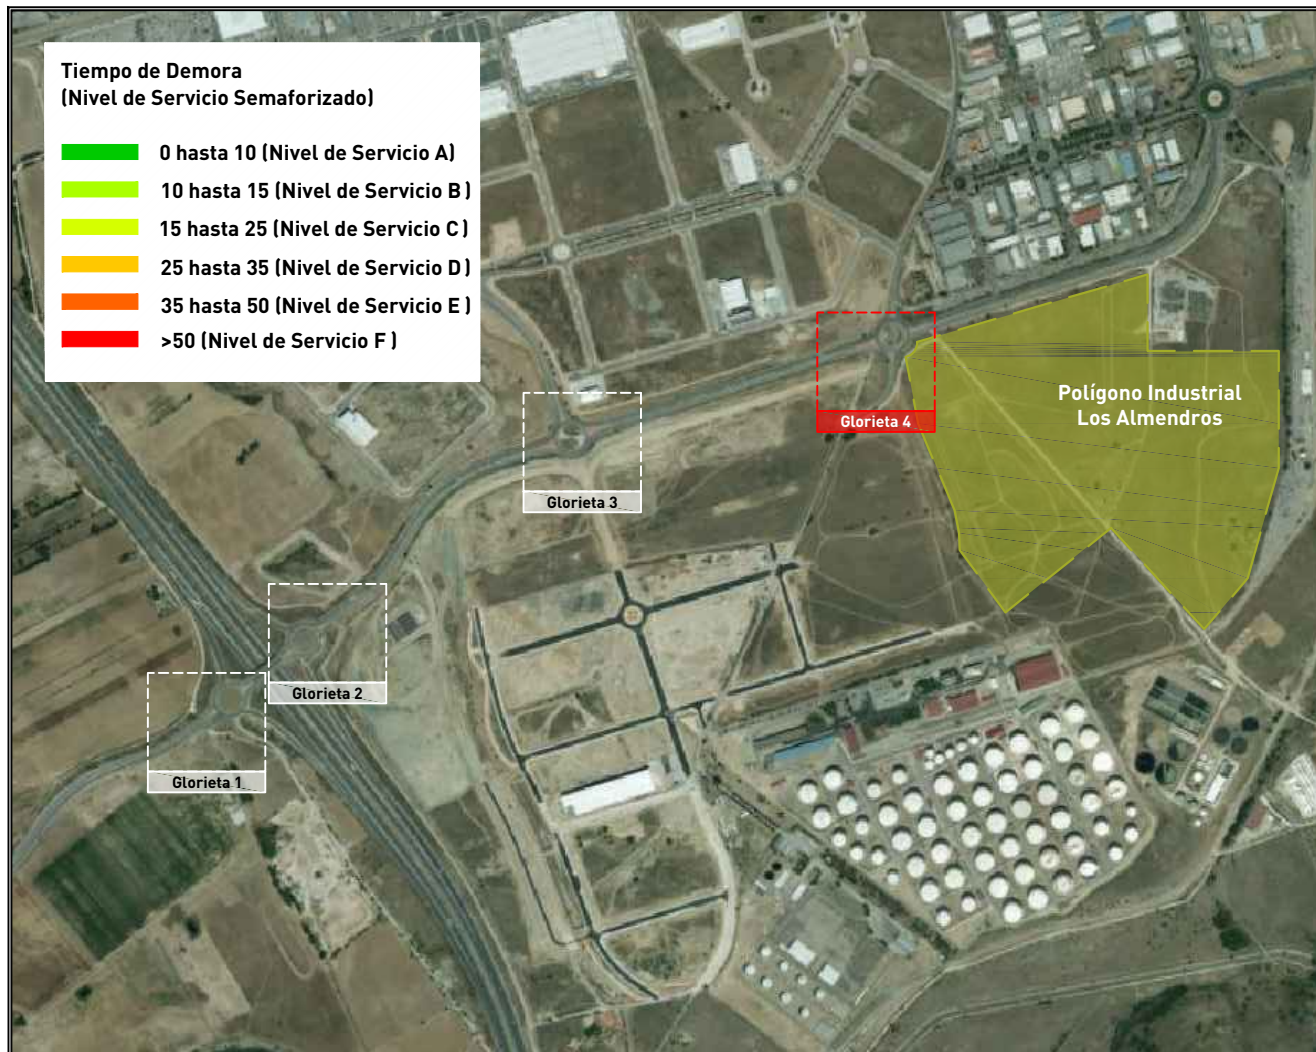 Tiempo de Demora
(Nivel de Servicio Semaforizado)
0 hasta 10 (Nivel de Servicio A)
10 hasta 15 (Nivel de Servicio B)
15 hasta 25 (Nivel de Servicio C)
25 hasta 35 (Nivel de Servicio D)
35 hasta 50 (Nivel de Servicio E)
>50 (Nivel de Servicio F)
Polígono Industrial
Los Almendros
Glorieta 4
Glorieta 3
Glorieta 2
Glorieta 1